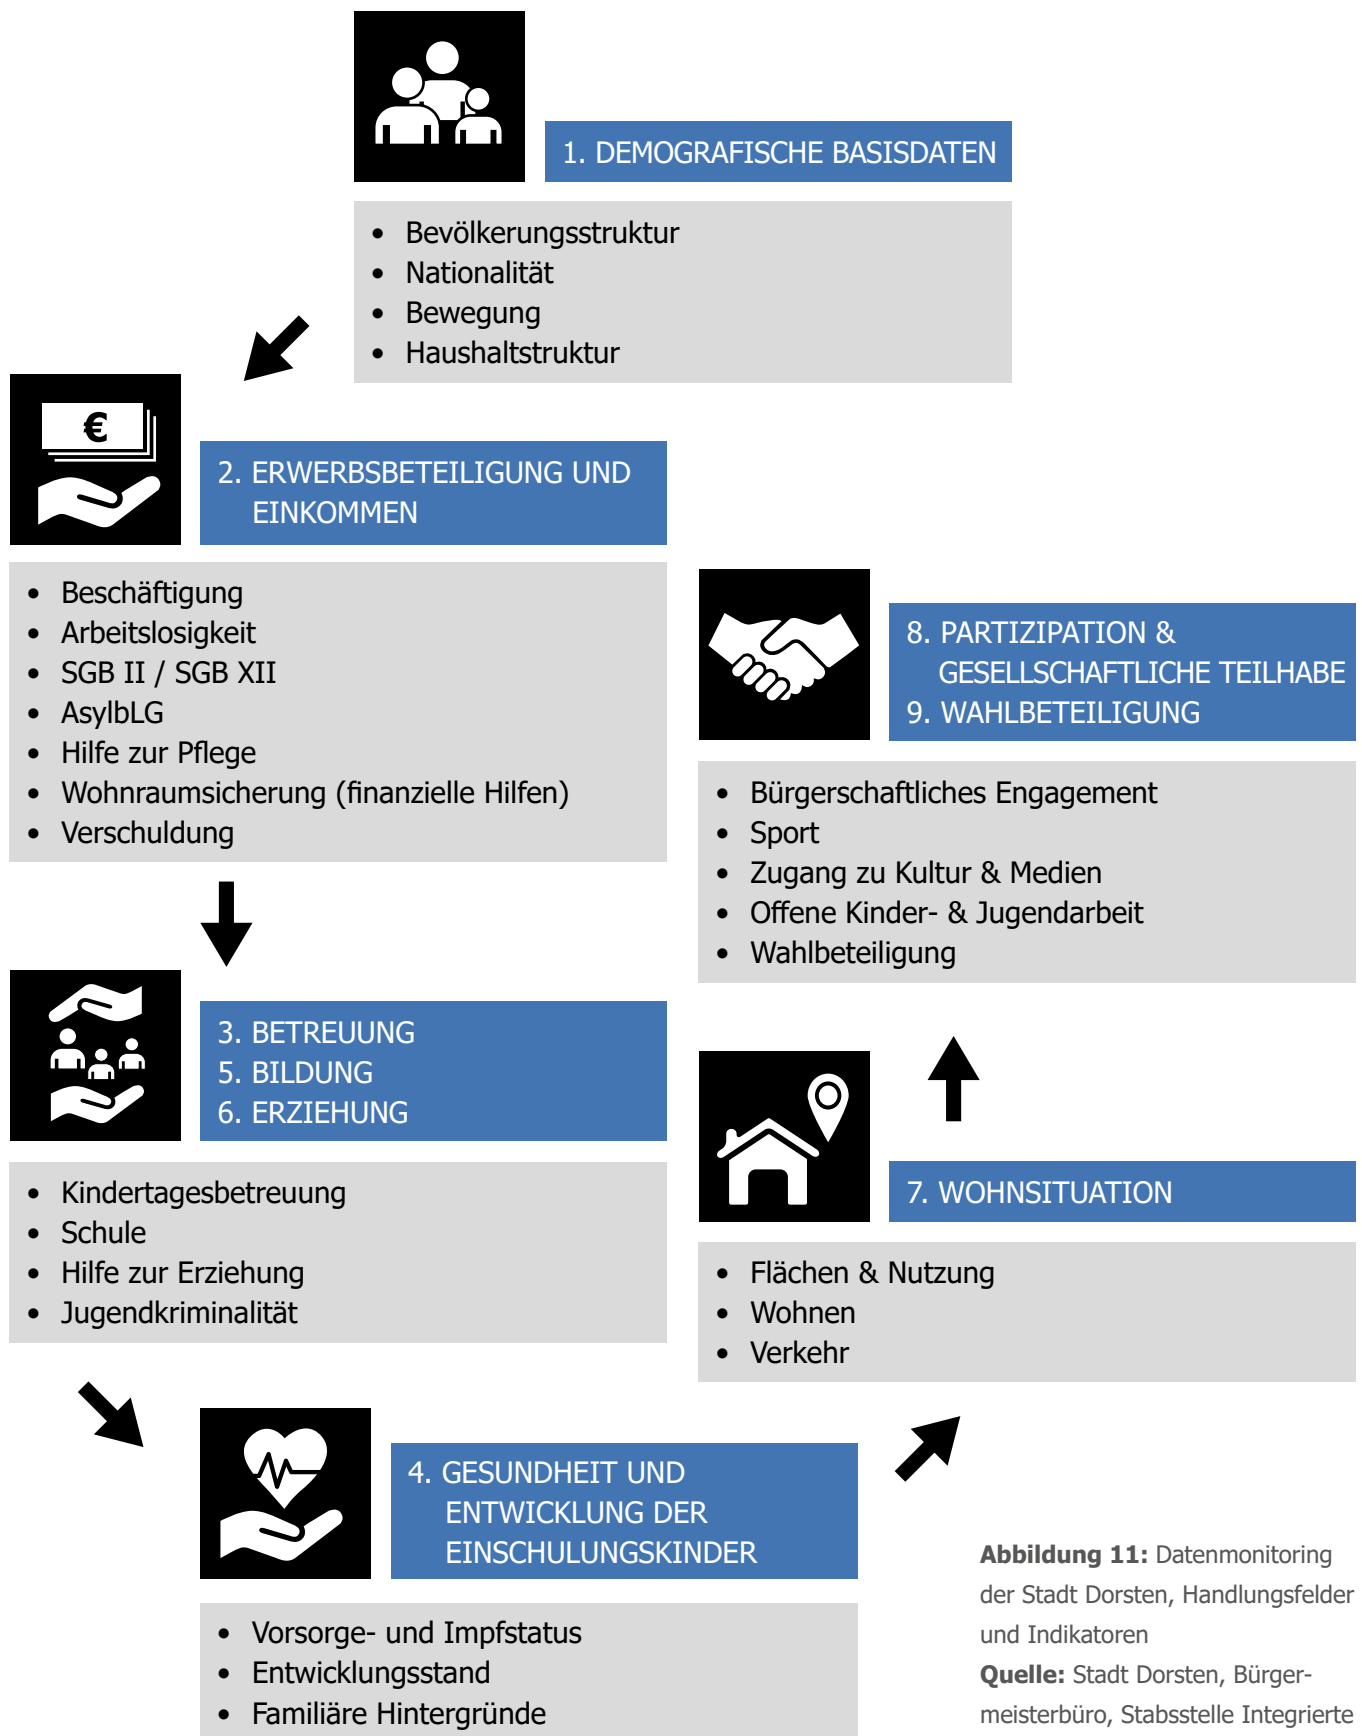 1. DEMOGRAFISCHE BASISDATEN
• Bevölkerungsstruktur
• Nationalität
• Bewegung
• Haushaltstruktur
€
2. ERWERBSBETEILIGUNG UND
EINKOMMEN
• Beschäftigung
• Arbeitslosigkeit
• SGB II / SGB XII
• AsylbLG
• Hilfe zur Pflege
• Wohnraumsicherung (finanzielle Hilfen)
• Verschuldung
3. BETREUUNG
5. BILDUNG
6. ERZIEHUNG
• Kindertagesbetreuung
• Schule
• Hilfe zur Erziehung
• Jugendkriminalität
4. GESUNDHEIT UND
ENTWICKLUNG DER
EINSCHULUNGSKINDER
• Vorsorge- und Impfstatus
• Entwicklungsstand
• Familiäre Hintergründe
7. WOHNSITUATION
• Flächen & Nutzung
• Wohnen
• Verkehr
8. PARTIZIPATION &
GESELLSCHAFTLICHE TEILHABE
9. WAHLBETEILIGUNG
• Bürgerschaftliches Engagement
• Sport
• Zugang zu Kultur & Medien
• Offene Kinder- & Jugendarbeit
• Wahlbeteiligung
Abbildung 11: Datenmonitoring
der Stadt Dorsten, Handlungsfelder
und Indikatoren
Quelle: Stadt Dorsten, Bürger-
meisterbüro, Stabsstelle Integrierte